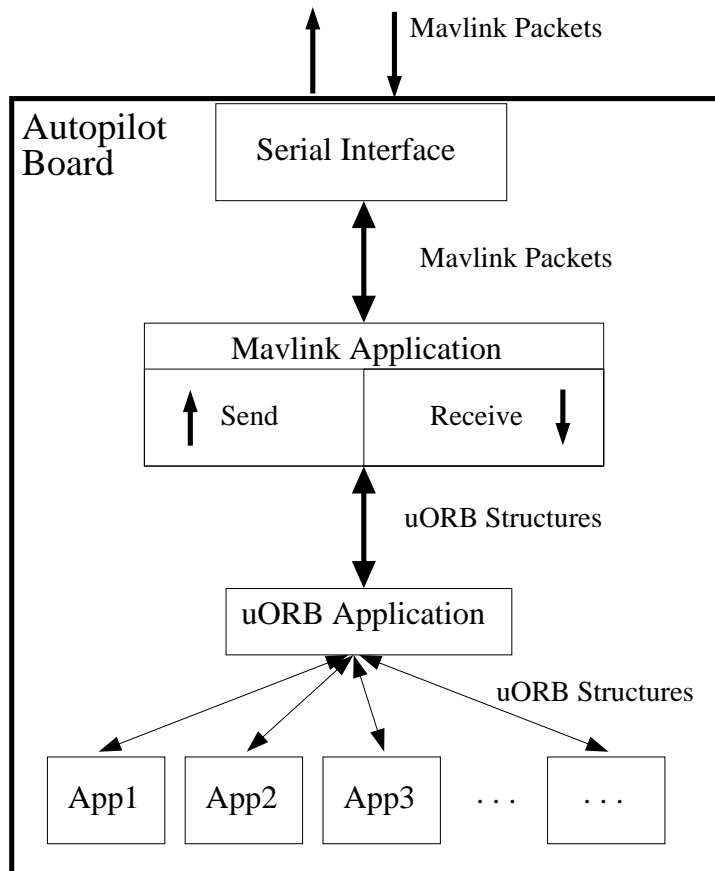 Mavlink Packets
Autopilot
Board
Serial Interface
Mavlink Packets
Mavlink Application
Send
Receive
uORB Structures
uORB Application
uORB Structures
App1
App2
App3
. . .
. . .